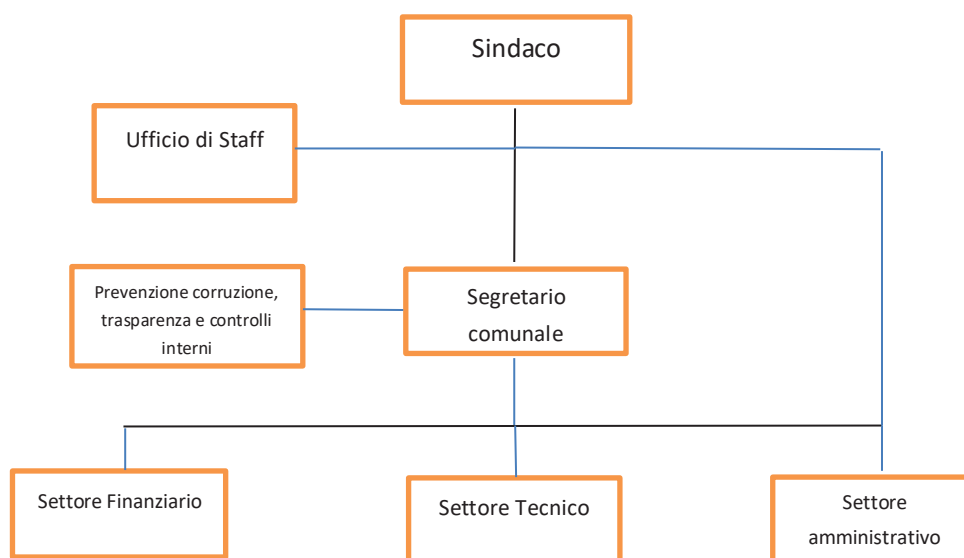 Sindaco
Ufficio di Staff
Prevenzione corruzione,
trasparenza e controlli
interni
Segretario
comunale
Settore Finanziario
Settore Tecnico
Settore
amministrativo